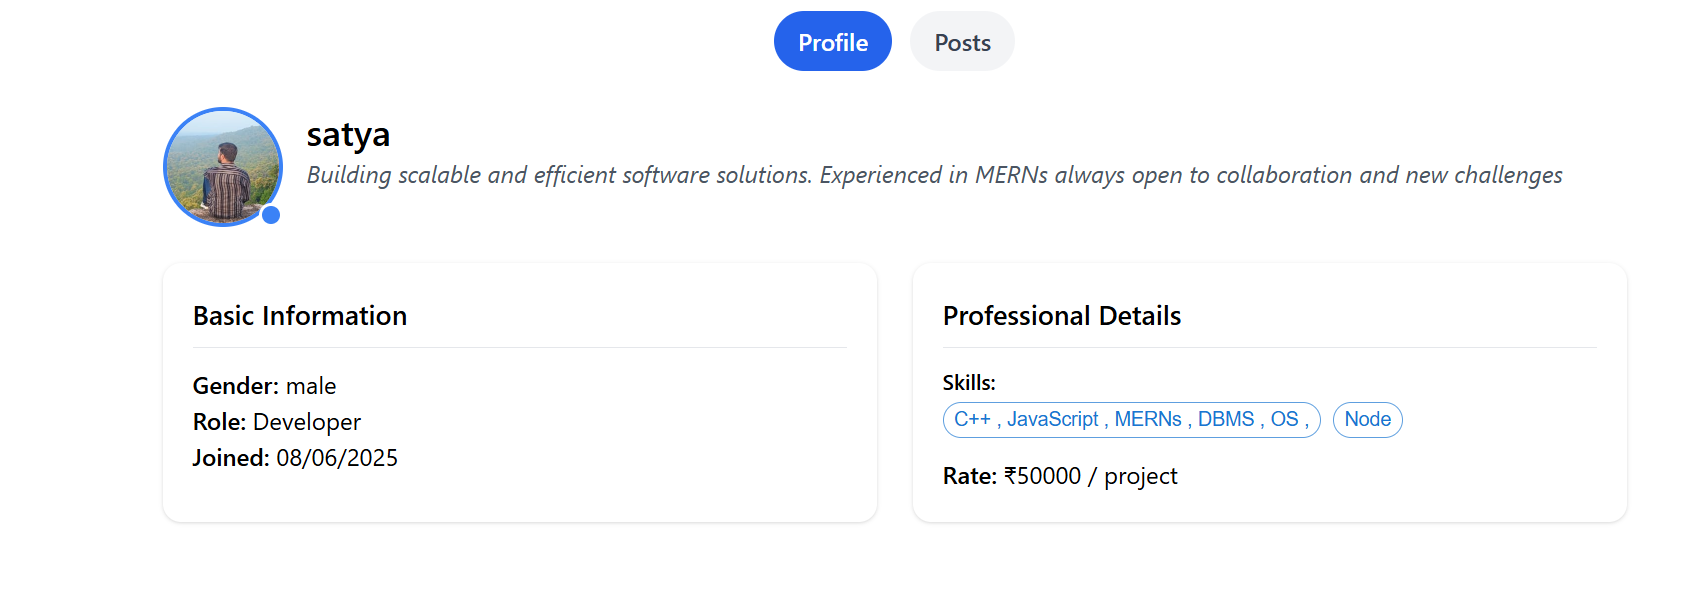 Profile Posts
satya
Building scalable and efficient software solutions. Experienced in MERNs always open to collaboration and new challenges
Basic Information
Gender: male
Role: Developer
Joined: 08/06/2025
Professional Details
Skills:
C++ , JavaScript , MERNs , DBMS , OS , Node
Rate: ₹50000 / project